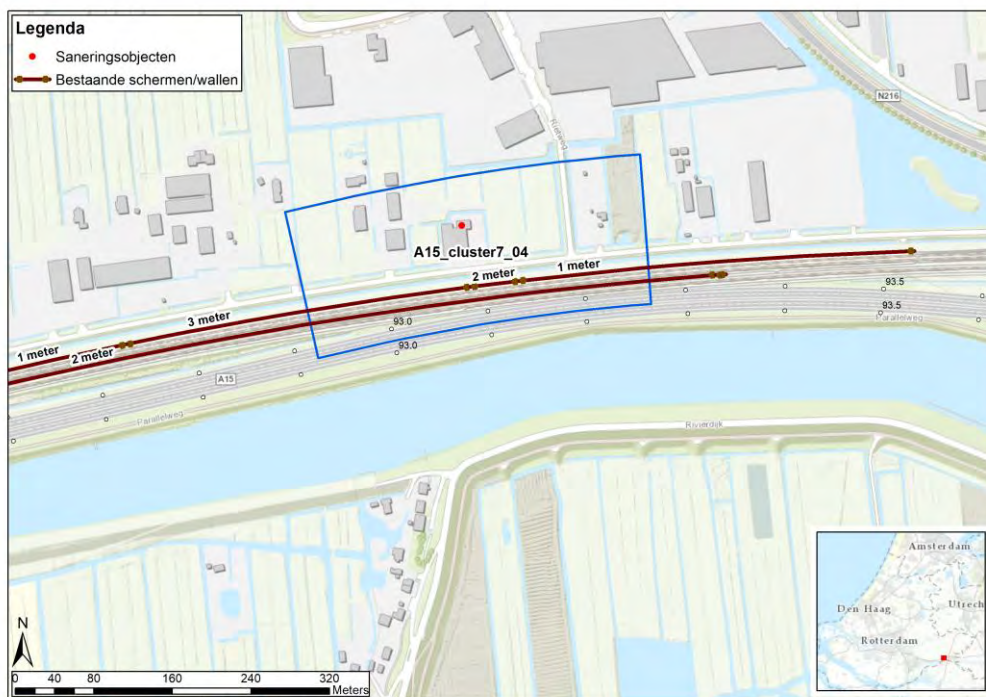 Legenda
Saneringsobjecten
Bestaande schermen/wallen
N216
Rietweg
A15_cluster7_04
2 meter
1 meter
3 meter
93.5
93.5
Parallelweg
1 meter
2 meter
93.0
93.0
A15
Parallelweg
Rivierdijk
Amsterdam
Den Haag
Utrech
Rotterdam
N
0 40 80 160 240 320
Meters